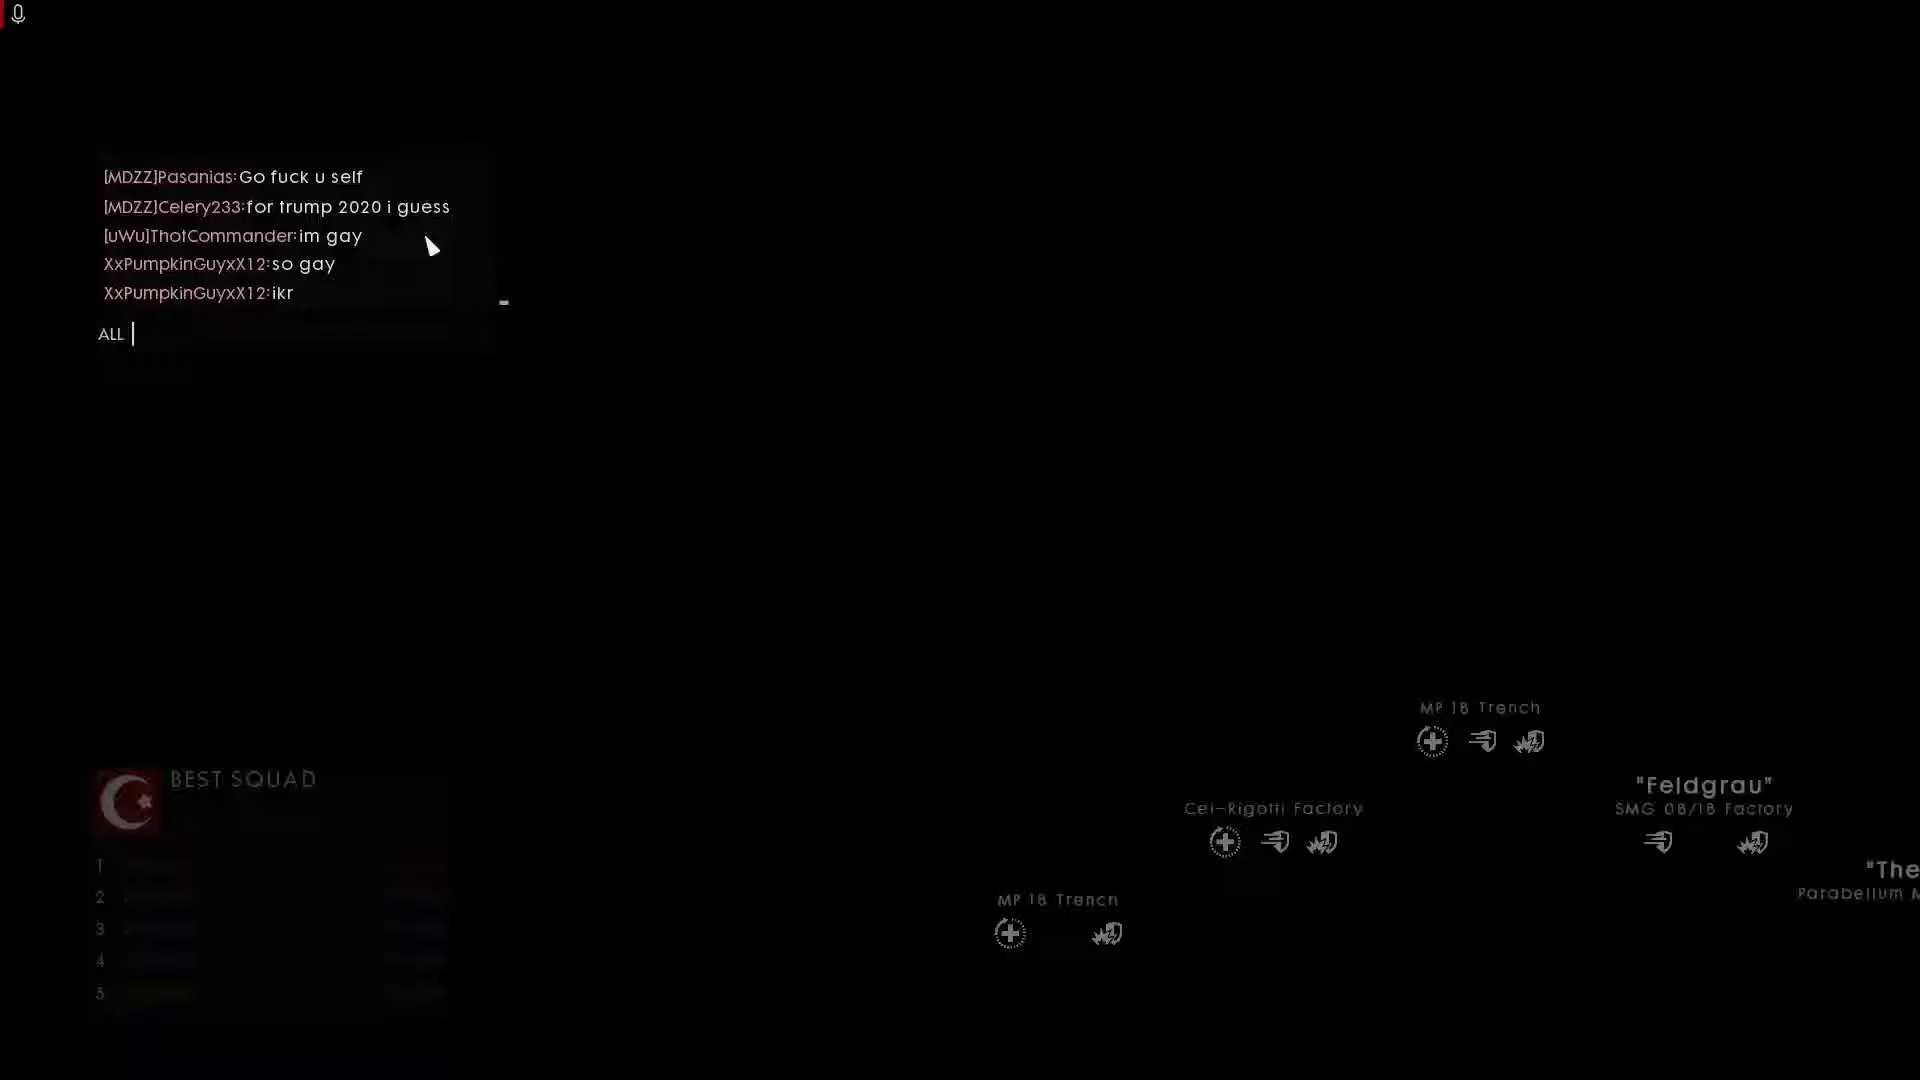 [MDZZ]Pasanias:Go fuck u self
[MDZZ]Celery233:for trump 2020 i guess
[uWu]ThotCommander:im gay
XxPumpkinGuyxX12:so gay
XxPumpkinGuyxX12:ikr
ALL
MP 18 Trench
BEST SQUAD
"Feldgrau"
Cei-Rigotti Factory
SMG 08/18 Factory
"The
Parabellum M
MP 18 Trench
1
2
3
4
5